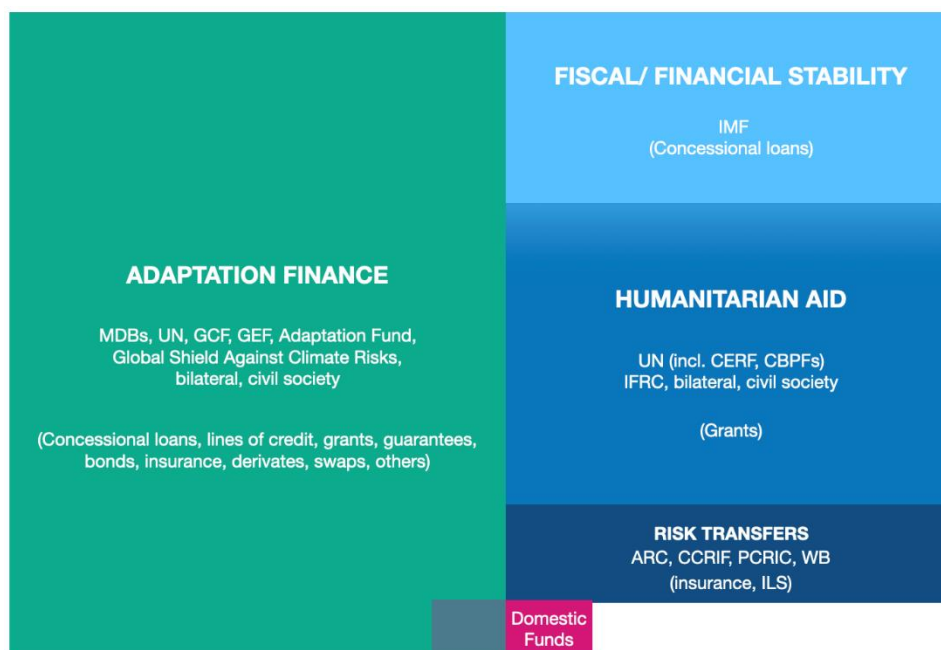 ADAPTATION FINANCE
MDBs, UN, GCF, GEF, Adaptation Fund,
Global Shield Against Climate Risks,
bilateral, civil society
(Concessional loans, lines of credit, grants, guarantees,
bonds, insurance, derivates, swaps, others)
FISCAL/ FINANCIAL STABILITY
IMF
(Concessional loans)
HUMANITARIAN AID
UN (incl. CERF, CBPFs)
IFRC, bilateral, civil society
(Grants)
RISK TRANSFERS
ARC, CCRIF, PCRIC, WB
(insurance, ILS)
Domestic
Funds